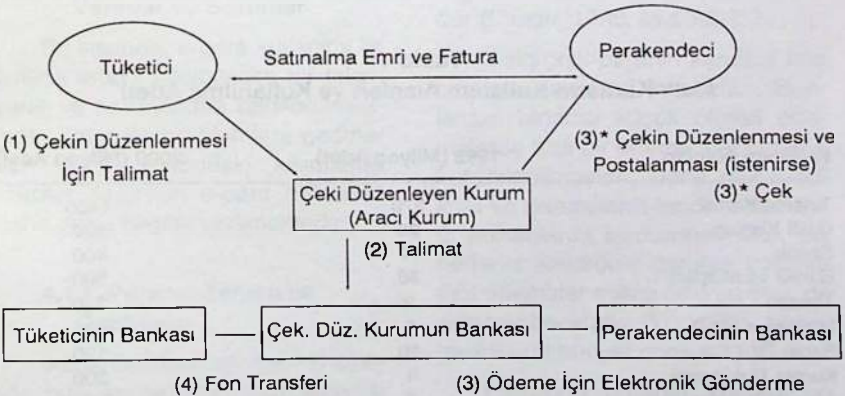 Tüketici
Satınalma Emri ve Fatura
Perakendeci
(1) Çekin Düzenlenmesi
İçin Talimat
(3)* Çekin Düzenlenmesi ve
Postalanması (istenirse)
(3)* Çek
Çeki Düzenleyen Kurum
(Aracı Kurum)
(2) Talimat
Tüketicinin Bankası
Çek. Düz. Kurumun Bankası
Perakendecinin Bankası
(4) Fon Transferi
(3) Ödeme İçin Elektronik Gönderme